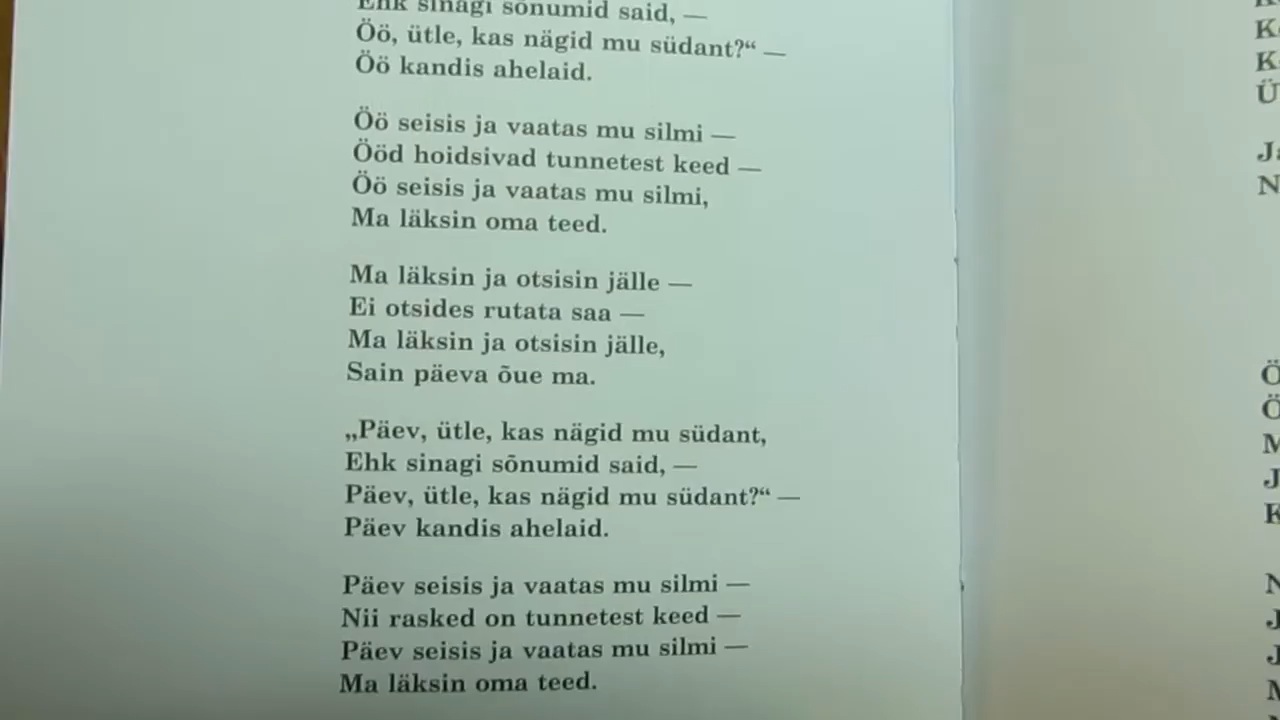 Ehk sinagi sõnumid said, —
Öö, ütle, kas nägid mu südant?“ —
Öö kandis ahelaid.
Öö seisis ja vaatas mu silmi —
Ööd hoidsivad tunnetest keed —
Öö seisis ja vaatas mu silmi,
Ma läksin oma teed.
Ma läksin ja otsisin jälle —
Ei otsides rutata saa —
Ma läksin ja otsisin jälle,
Sain päeva õue ma.
„Päev, ütle, kas nägid mu südant,
Ehk sinagi sõnumid said, —
Päev, ütle, kas nägid mu südant?“ —
Päev kandis ahelaid.
Päev seisis ja vaatas mu silmi —
Nii rasked on tunnetest keed —
Päev seisis ja vaatas mu silmi —
Ma läksin oma teed.